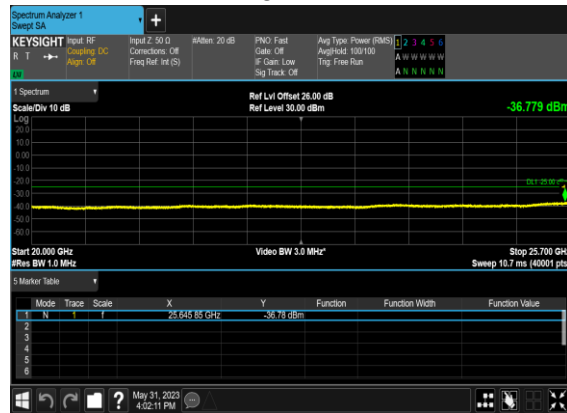 Spectrum Analyzer 1
Swept SA
+
KEYSIGHT
R T
Input: RF
Coupling: DC
Align: Off
Input Z: 50 Ω
Corrections: Off
Freq Ref: Int (S)
#Atten: 20 dB
PNO: Fast
Gate: Off
IF Gain: Low
Sig Track: Off
Avg Type: Power (RMS)
Avg|Hold: 100/100
Trig: Free Run
1 2 3 4 5 6
A W W W W W
A N N N N N
1 Spectrum
Scale/Div 10 dB
Ref Lvl Offset 26.00 dB
Ref Level 30.00 dBm
-36.779 dBm
Log
20.0
10.0
0.00
-10.0
-20.0
-30.0
-40.0
-50.0
-60.0
DL1 -25.00
Start 20.000 GHz
#Res BW 1.0 MHz
Video BW 3.0 MHz*
Stop 25.700 GH
Sweep 10.7 ms (40001 pts
5 Marker Table
Mode Trace Scale X Y Function Function Width Function Value
1 N 1 f 25.645 85 GHz -36.78 dBm
2
3
4
5
6
?
May 31, 2023
4:02:11 PM